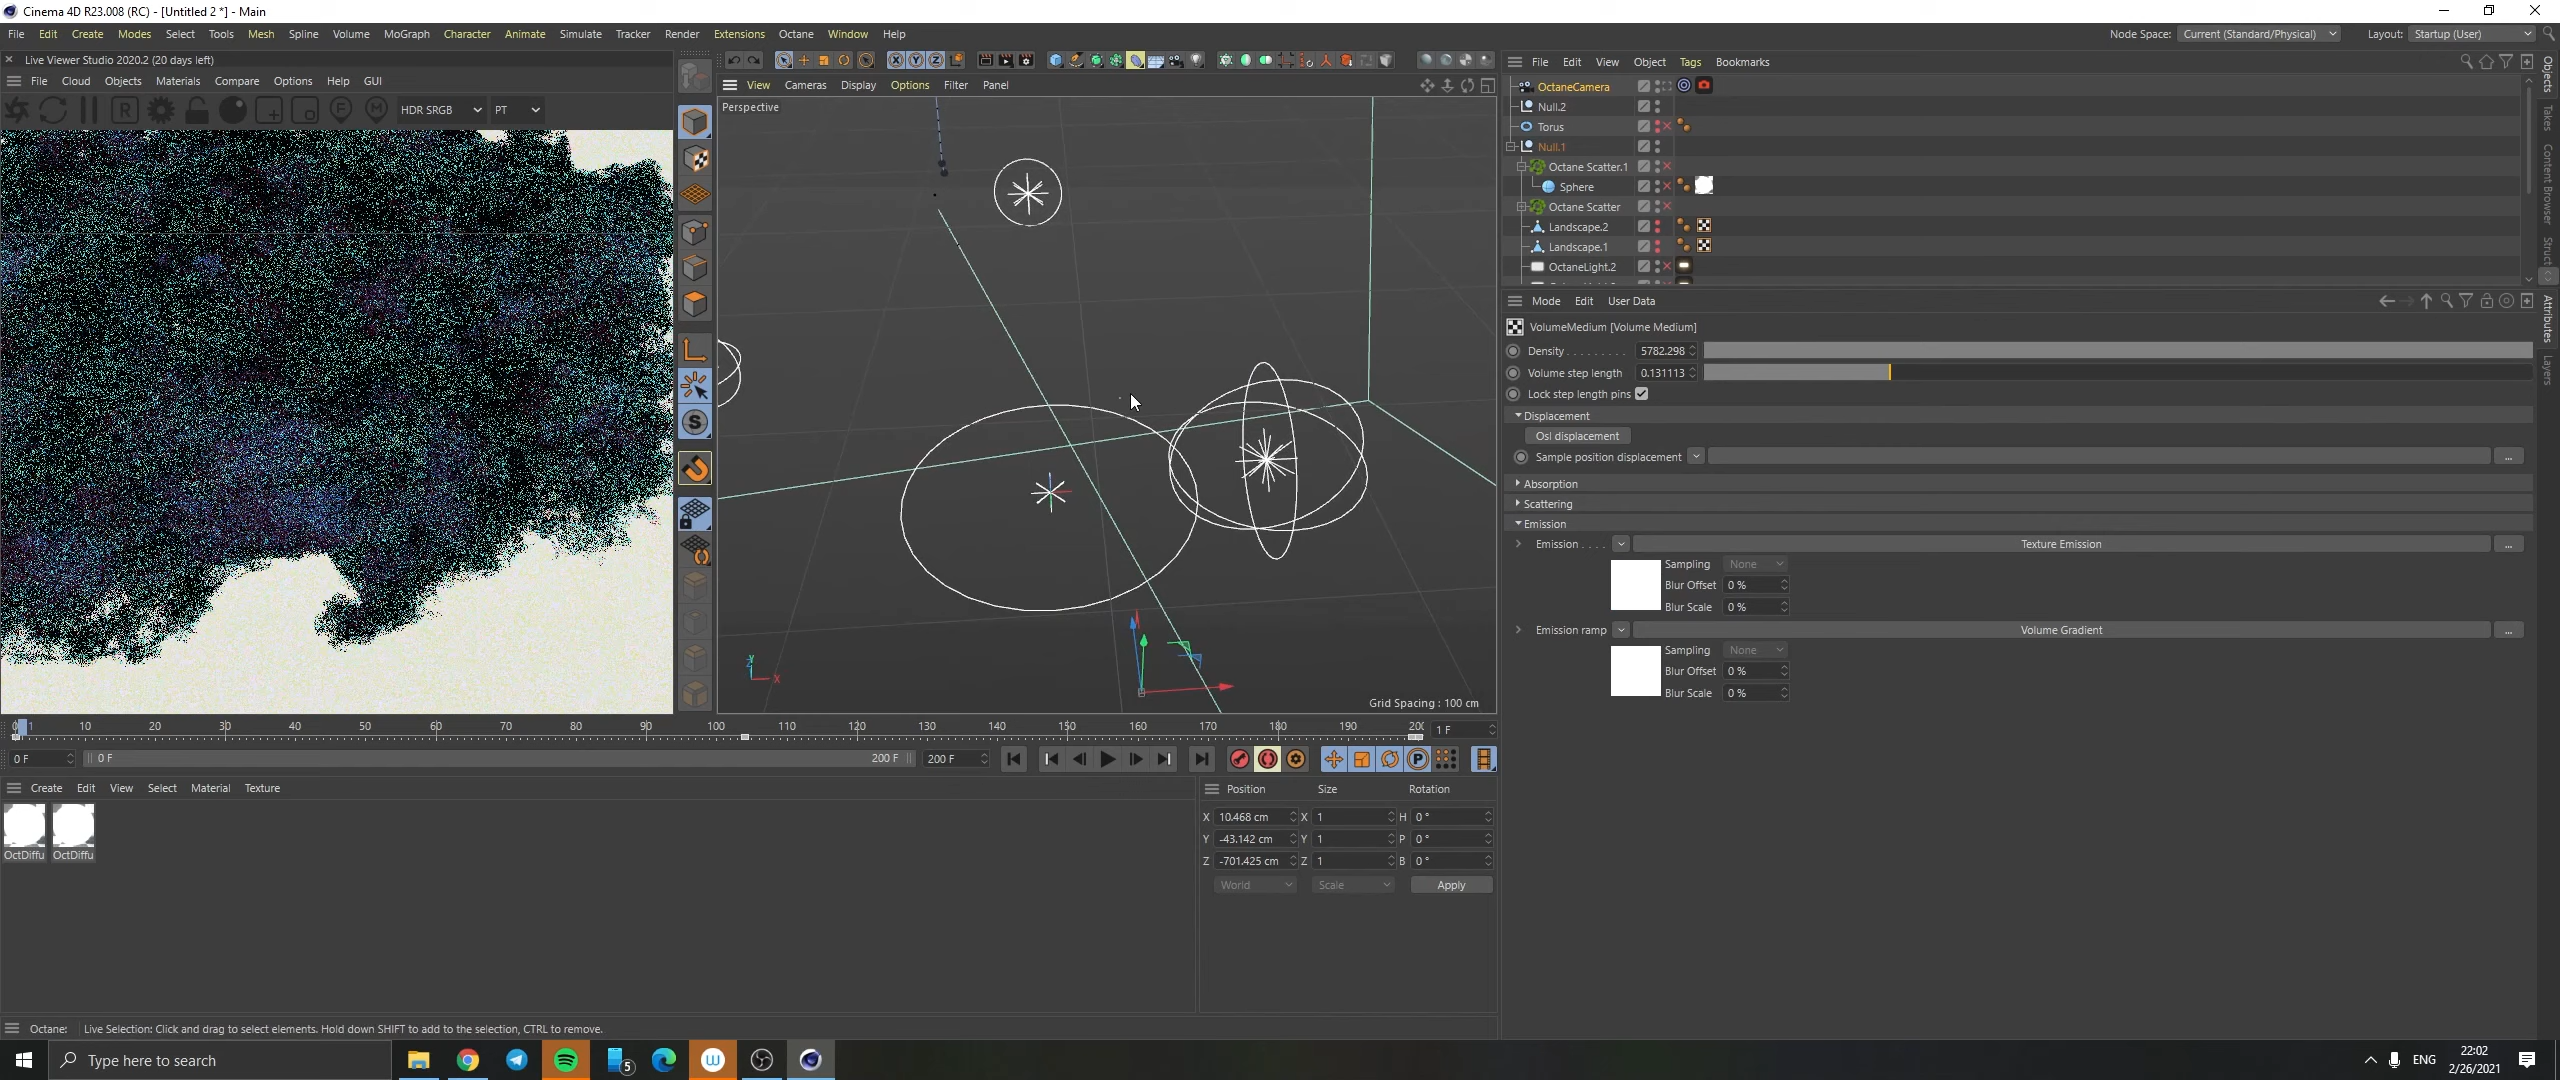 Cinema 4D R23.008 (RC) - [Untitled 2 *] - Main
File Edit Create Modes Select Tools Mesh Spline Volume MoGraph Character Animate Simulate Tracker Render Extensions Octane Window Help
Node Space: Current (Standard/Physical) Layout: Startup (User)
Live Viewer Studio 2020.2 (20 days left)
File Cloud Objects Materials Compare Options Help GUI
HDR SRGB PT
View Cameras Display Options Filter Panel
Perspective
Grid Spacing : 100 cm
File Edit View Object Tags Bookmarks
OctaneCamera
Null.2
Torus
Null.1
Octane Scatter.1
Sphere
Octane Scatter
Landscape.2
Landscape.1
OctaneLight.2
Objects
Takes
Content Browser
Struct
Attributes
Layers
Mode Edit User Data
VolumeMedium [Volume Medium]
Density . . . . . . . . . 5782.298
Volume step length 0.131113
Lock step length pins
Displacement
Osl displacement
Sample position displacement ...
Absorption
Scattering
Emission
Emission . . . . Texture Emission ...
Sampling None
Blur Offset 0 %
Blur Scale 0 %
Emission ramp Volume Gradient ...
Sampling None
Blur Offset 0 %
Blur Scale 0 %
0 1 10 20 30 40 50 60 70 80 90 100 110 120 130 140 150 160 170 180 190 200 1 F
0 F 0 F 200 F 200 F
Create Edit View Select Material Texture
OctDiffu OctDiffu
Position Size Rotation
X 10.468 cm X 1 H 0 °
Y -43.142 cm Y 1 P 0 °
Z -701.425 cm Z 1 B 0 °
World Scale Apply
Octane: Live Selection: Click and drag to select elements. Hold down SHIFT to add to the selection, CTRL to remove.
Type here to search
5
ENG
22:02
2/26/2021